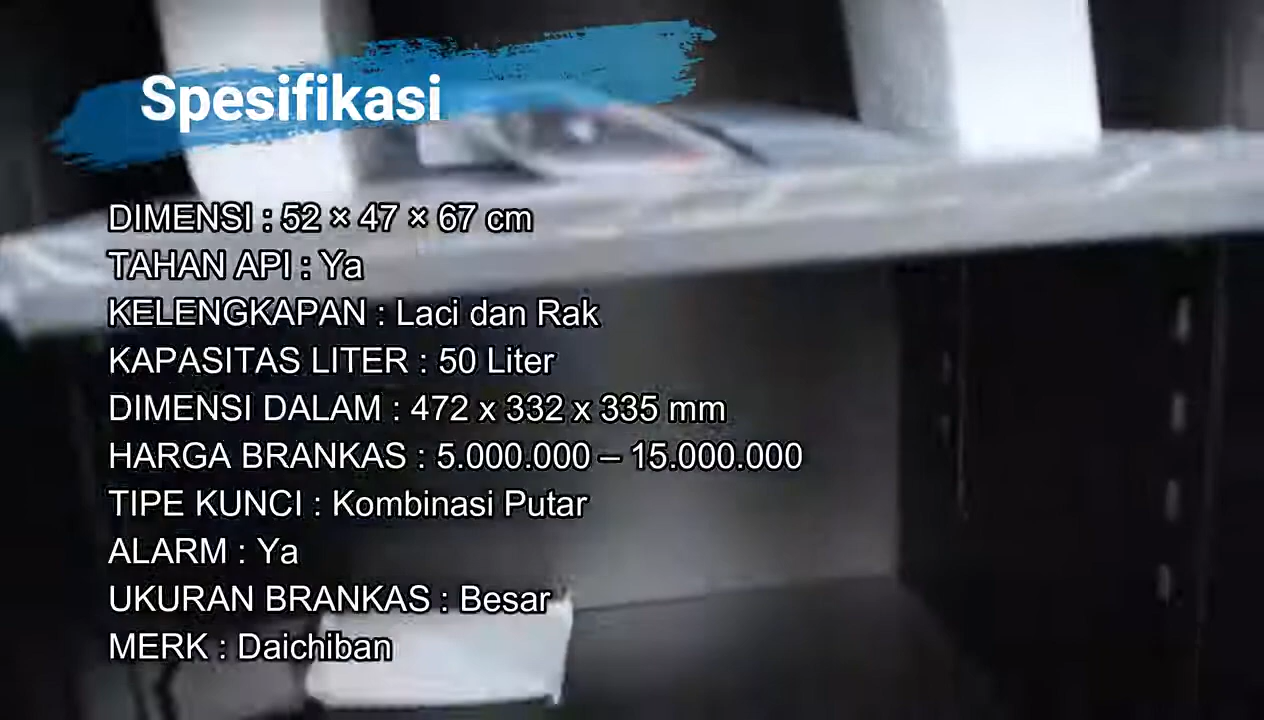 Spesifikasi
DIMENSI : 52 × 47 × 67 cm
TAHAN API : Ya
KELENGKAPAN : Laci dan Rak
KAPASITAS LITER : 50 Liter
DIMENSI DALAM : 472 x 332 x 335 mm
HARGA BRANKAS : 5.000.000 – 15.000.000
TIPE KUNCI : Kombinasi Putar
ALARM : Ya
UKURAN BRANKAS : Besar
MERK : Daichiban